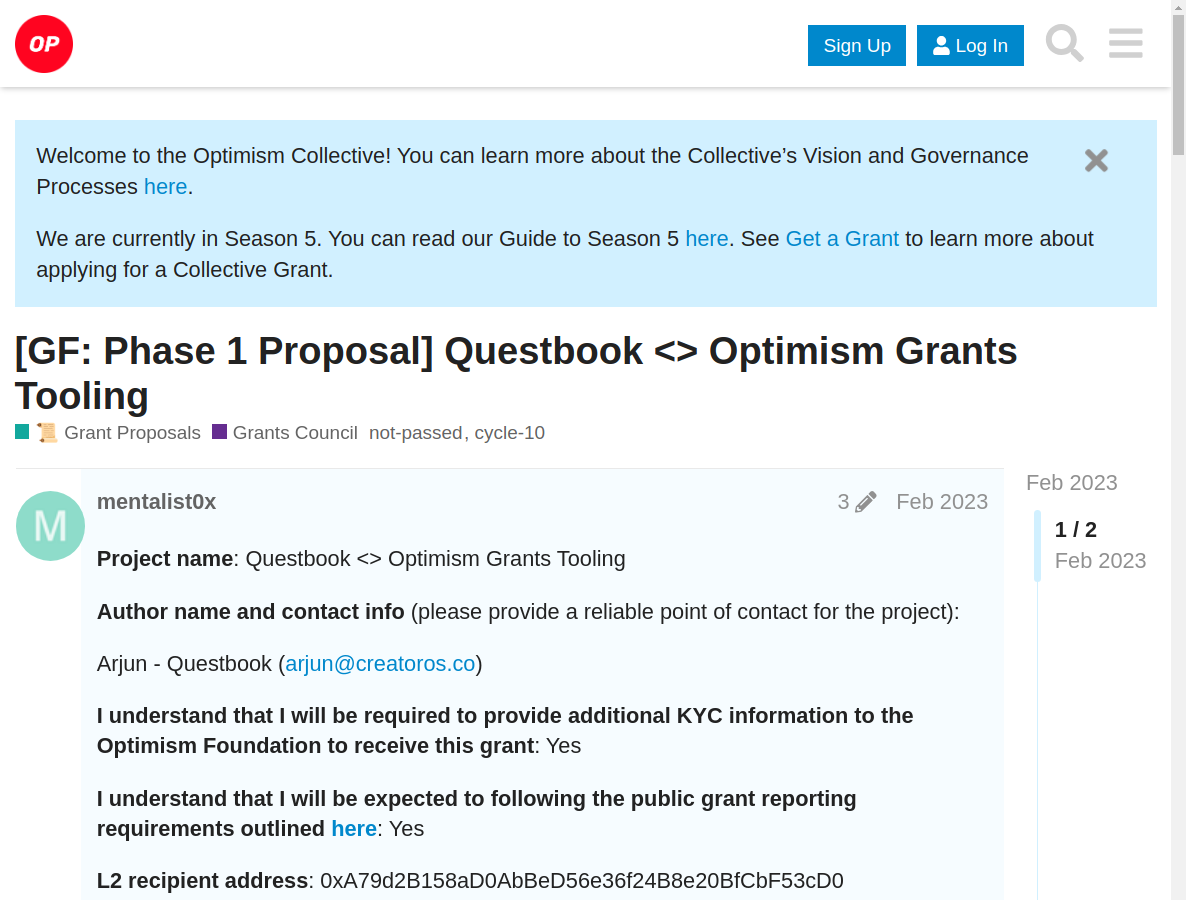 OP
Sign Up
Log In
Welcome to the Optimism Collective! You can learn more about the Collective’s Vision and Governance
Processes here.
We are currently in Season 5. You can read our Guide to Season 5 here. See Get a Grant to learn more about
applying for a Collective Grant.
[GF: Phase 1 Proposal] Questbook <> Optimism Grants
Tooling
Grant Proposals Grants Council not-passed, cycle-10
M
mentalist0x
3
Feb 2023
Feb 2023
1 / 2
Feb 2023
Project name: Questbook <> Optimism Grants Tooling
Author name and contact info (please provide a reliable point of contact for the project):
Arjun - Questbook (arjun@creatoros.co)
I understand that I will be required to provide additional KYC information to the
Optimism Foundation to receive this grant: Yes
I understand that I will be expected to following the public grant reporting
requirements outlined here: Yes
L2 recipient address: 0xA79d2B158aD0AbBeD56e36f24B8e20BfCbF53cD0